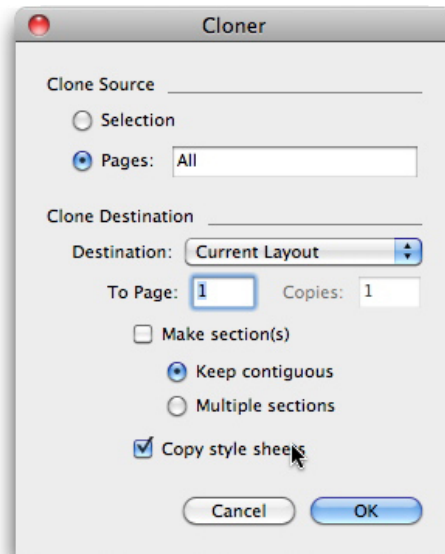 Cloner
Clone Source
Selection
Pages: All
Clone Destination
Destination: Current Layout
To Page: 1 Copies: 1
Make section(s)
Keep contiguous
Multiple sections
Copy style sheets
Cancel OK